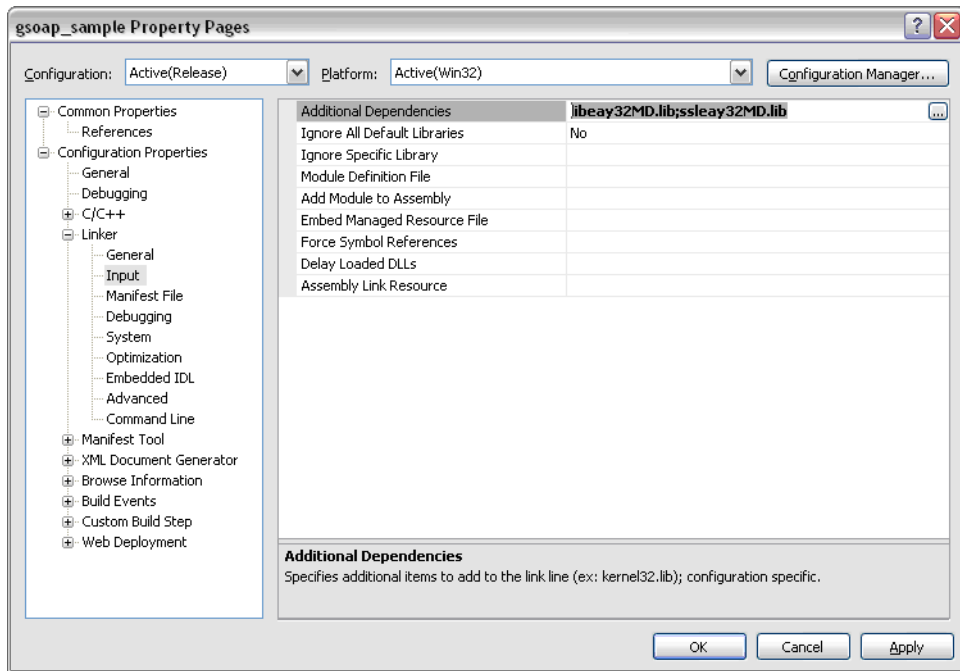 gsoap_sample Property Pages
Configuration: Active(Release) Platform: Active(Win32) Configuration Manager...
Common Properties
References
Configuration Properties
General
Debugging
C/C++
Linker
General
Input
Manifest File
Debugging
System
Optimization
Embedded IDL
Advanced
Command Line
Manifest Tool
XML Document Generator
Browse Information
Build Events
Custom Build Step
Web Deployment
Additional Dependencies libeay32MD.lib;ssleay32MD.lib ...
Ignore All Default Libraries No
Ignore Specific Library
Module Definition File
Add Module to Assembly
Embed Managed Resource File
Force Symbol References
Delay Loaded DLLs
Assembly Link Resource
Additional Dependencies
Specifies additional items to add to the link line (ex: kernel32.lib); configuration specific.
OK Cancel Apply